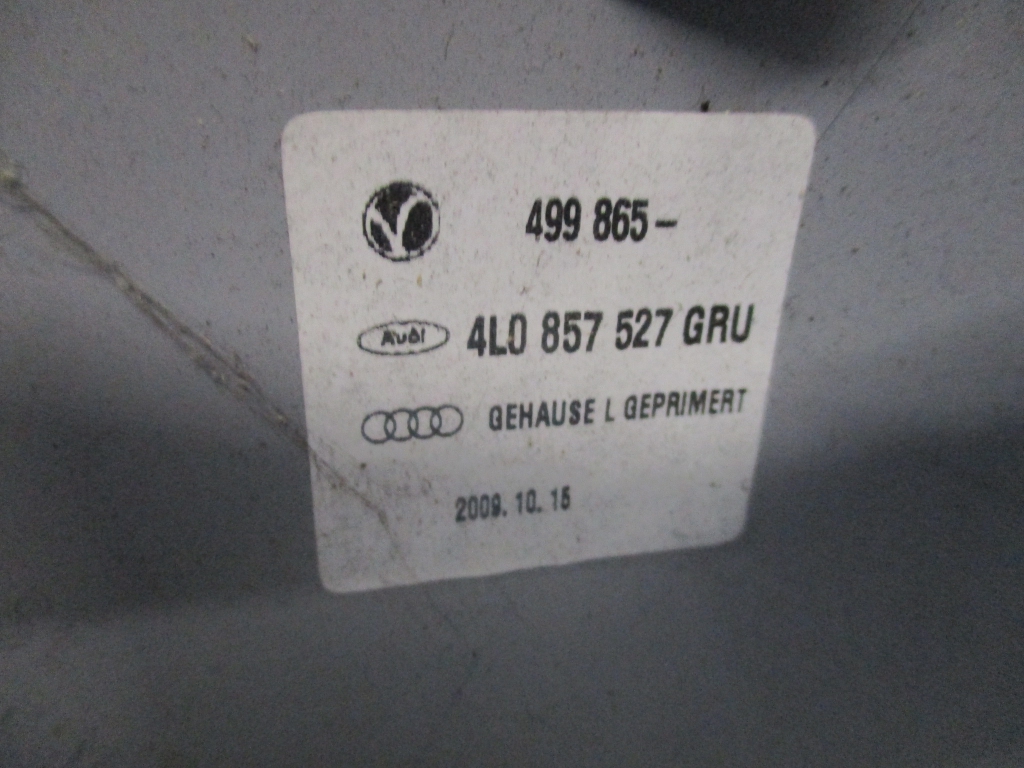 499 865-
Audi 4L0 857 527 GRU
GEHAUSE L GEPRIMERT
2009.10.15